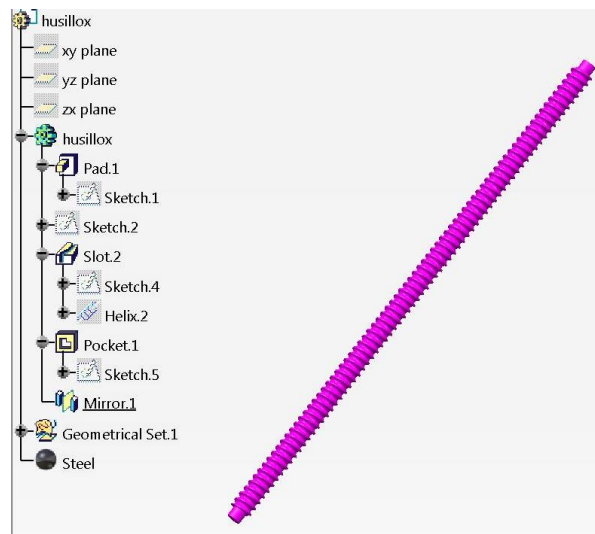 husillox
xy plane
yz plane
zx plane
husillox
Pad.1
Sketch.1
Sketch.2
Slot.2
Sketch.4
Helix.2
Pocket.1
Sketch.5
Mirror.1
Geometrical Set.1
Steel